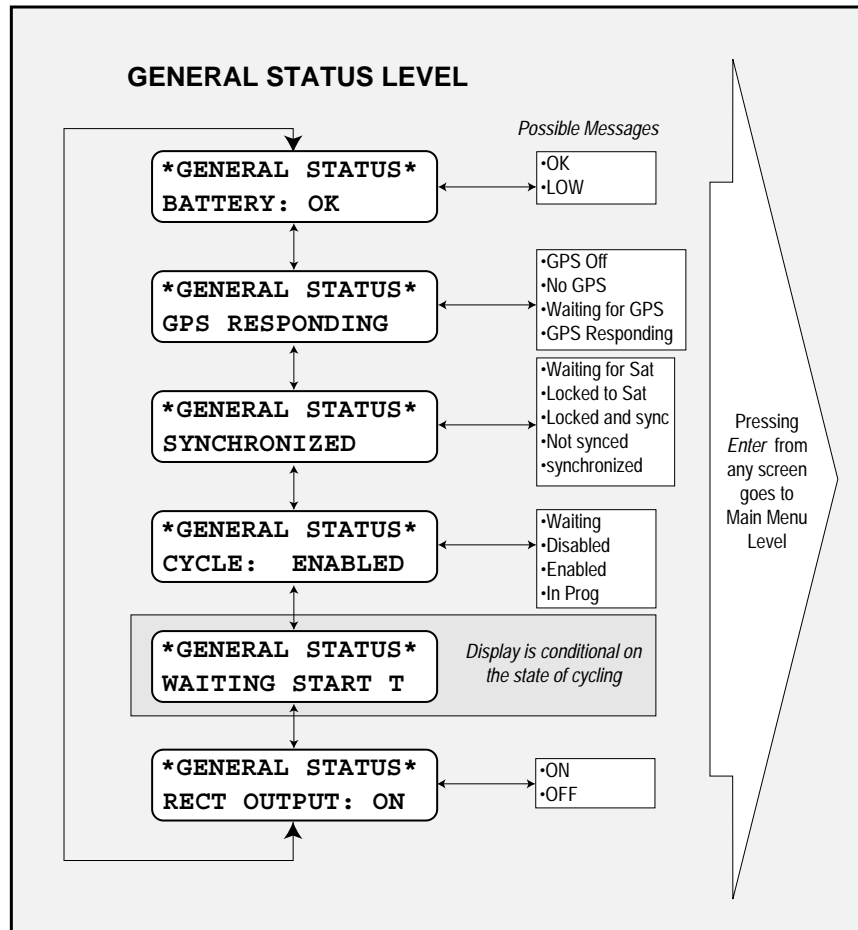 GENERAL STATUS LEVEL
Possible Messages
*GENERAL STATUS*
BATTERY: OK
•OK
•LOW
*GENERAL STATUS*
GPS RESPONDING
•GPS Off
•No GPS
•Waiting for GPS
•GPS Responding
*GENERAL STATUS*
SYNCHRONIZED
•Waiting for Sat
•Locked to Sat
•Locked and sync
•Not synced
•synchronized
*GENERAL STATUS*
CYCLE: ENABLED
•Waiting
•Disabled
•Enabled
•In Prog
*GENERAL STATUS*
WAITING START T
Display is conditional on
the state of cycling
*GENERAL STATUS*
RECT OUTPUT: ON
•ON
•OFF
Pressing
Enter from
any screen
goes to
Main Menu
Level